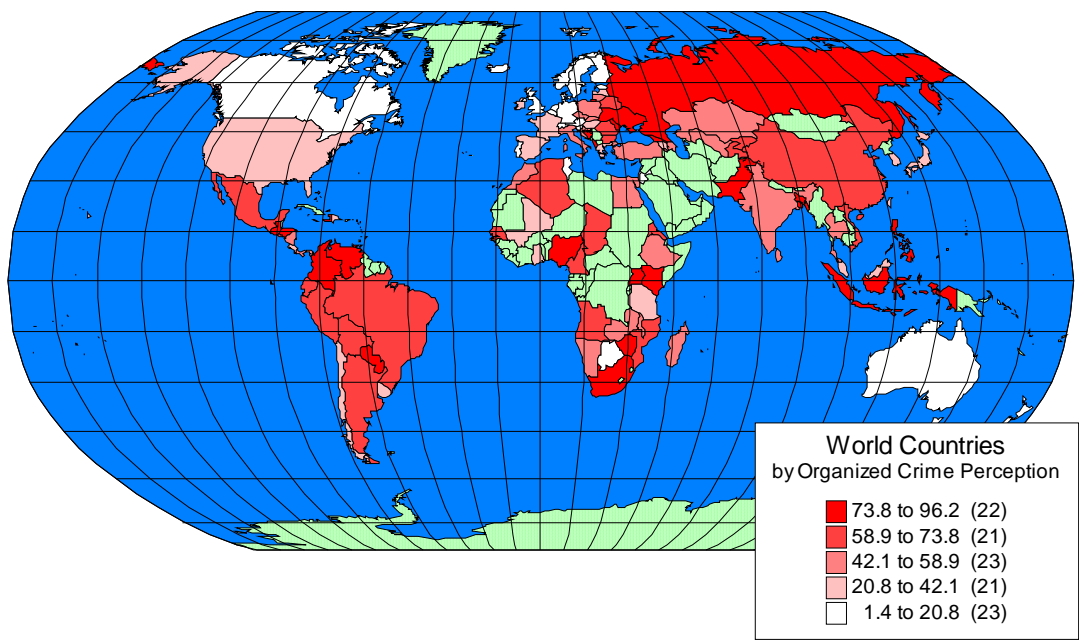 World Countries
by Organized Crime Perception
73.8 to 96.2 (22)
58.9 to 73.8 (21)
42.1 to 58.9 (23)
20.8 to 42.1 (21)
1.4 to 20.8 (23)